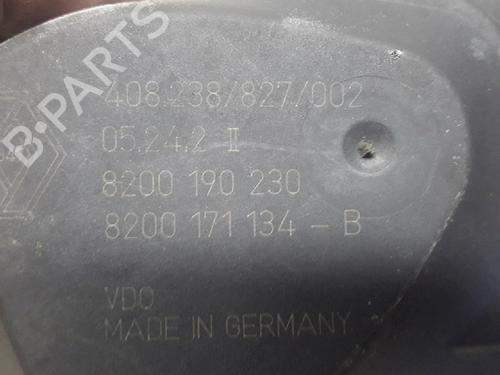 B-PARTS
408.238/827/002
05.24.2 II
8200 190 230
8200 171 134 - B
VDO
MADE IN GERMANY